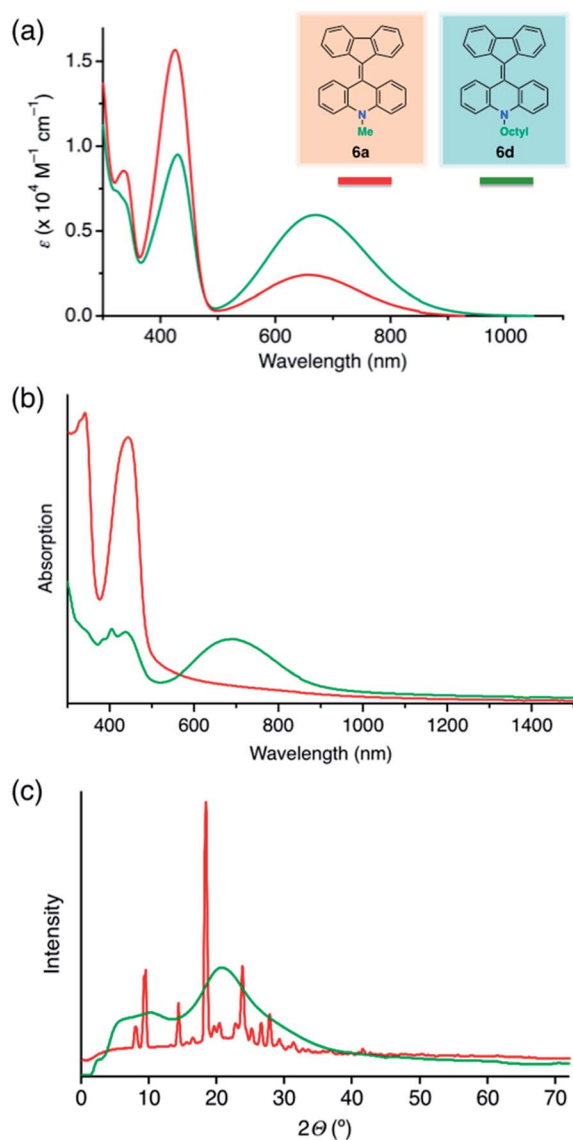 (a)
N
Me
6a
N
Octyl
6d
ε (x 10⁴ M⁻¹ cm⁻¹)
1.5
1.0
0.5
0.0
400 600 800 1000
Wavelength (nm)
(b)
Absorption
400 600 800 1000 1200 1400
Wavelength (nm)
(c)
Intensity
0 10 20 30 40 50 60 70
2Θ (º)